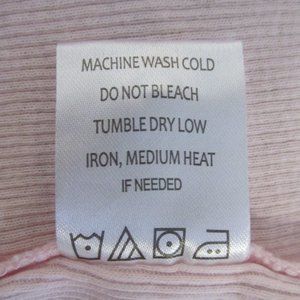 MACHINE WASH COLD
DO NOT BLEACH
TUMBLE DRY LOW
IRON, MEDIUM HEAT
IF NEEDED